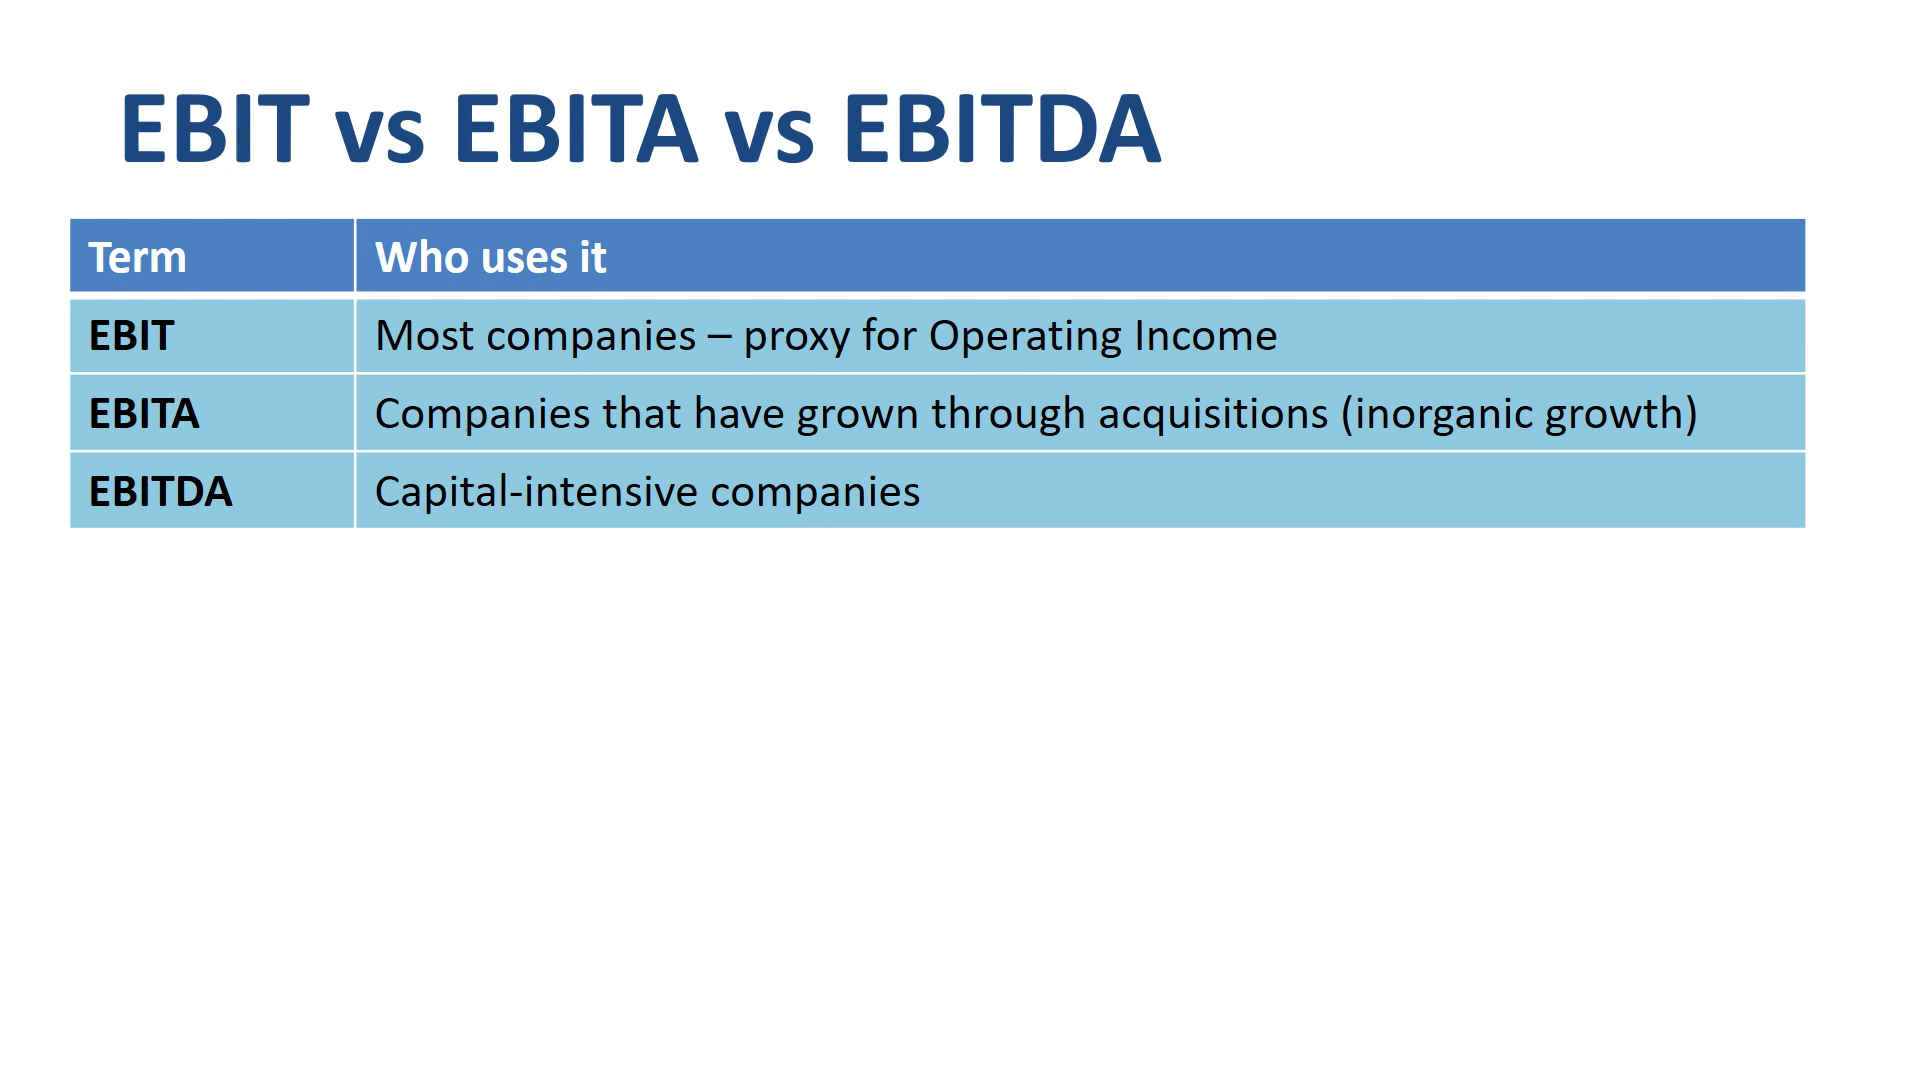 EBIT vs EBITA vs EBITDA
Term Who uses it
EBIT Most companies – proxy for Operating Income
EBITA Companies that have grown through acquisitions (inorganic growth)
EBITDA Capital-intensive companies